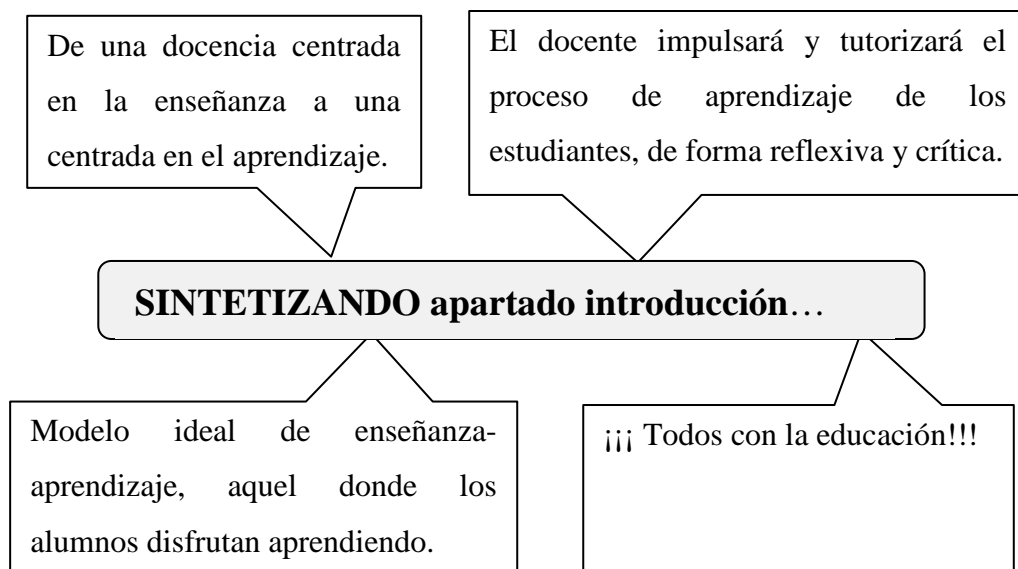 De una docencia centrada
en la enseñanza a una
centrada en el aprendizaje.
El docente impulsará y tutorizará el
proceso de aprendizaje de los
estudiantes, de forma reflexiva y crítica.
SINTETIZANDO apartado introducción…
Modelo ideal de enseñanza-
aprendizaje, aquel donde los
alumnos disfrutan aprendiendo.
¡¡¡ Todos con la educación!!!